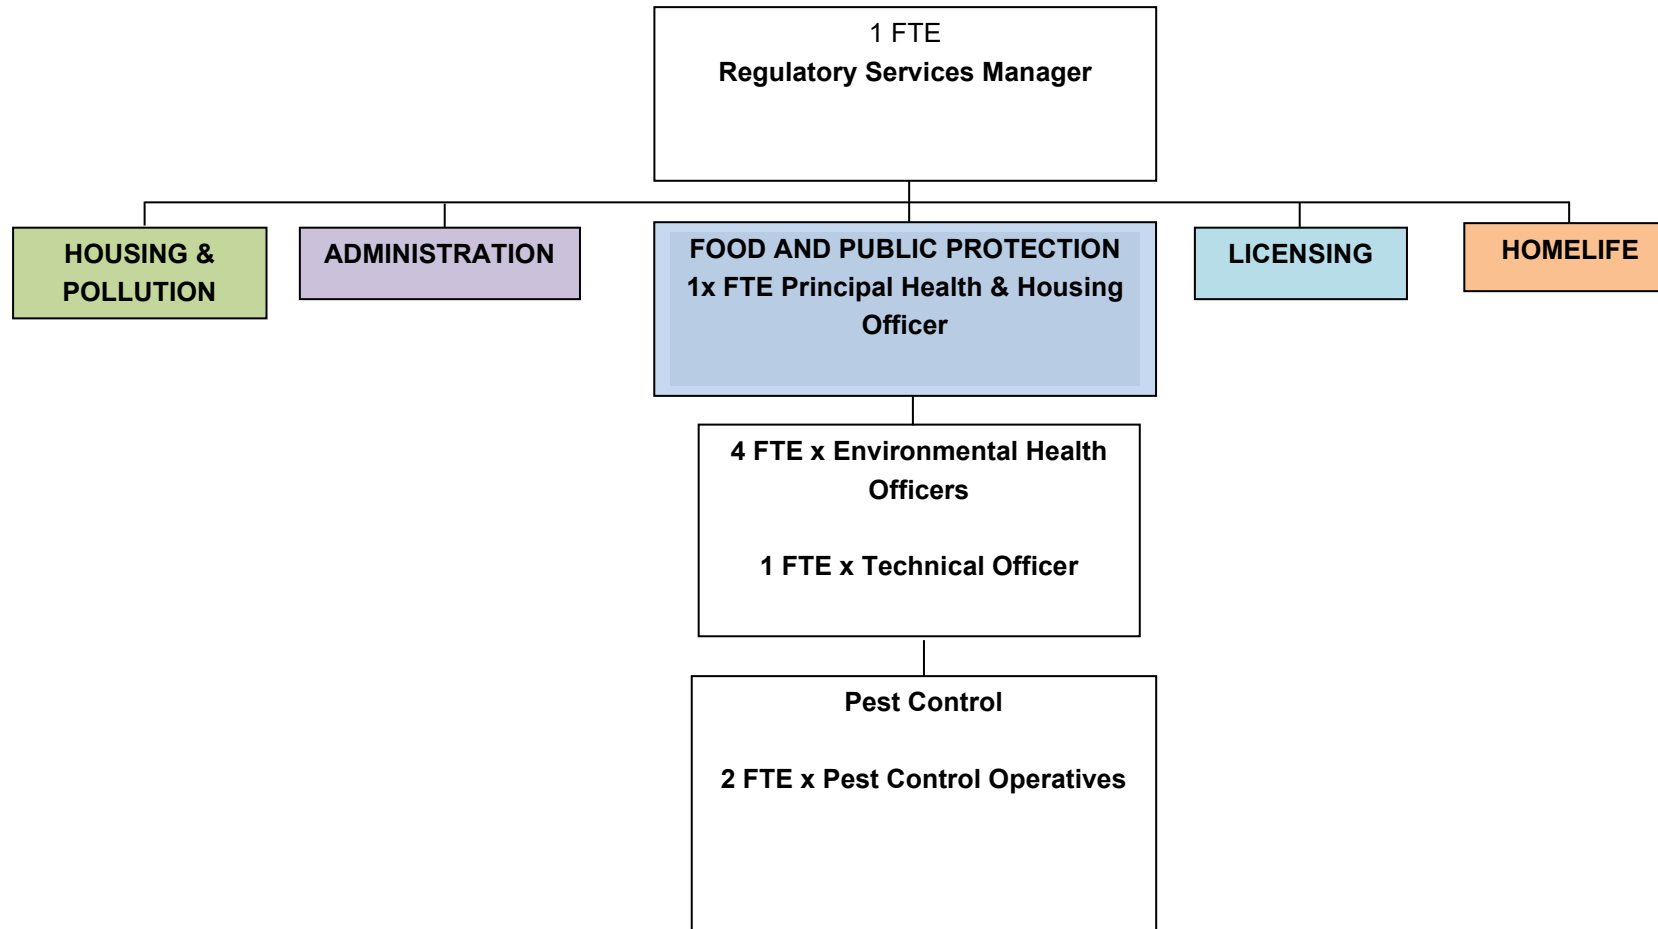 1 FTE
Regulatory Services Manager
HOUSING &
POLLUTION
ADMINISTRATION
FOOD AND PUBLIC PROTECTION
1x FTE Principal Health & Housing
Officer
LICENSING
HOMELIFE
4 FTE x Environmental Health
Officers
1 FTE x Technical Officer
Pest Control
2 FTE x Pest Control Operatives